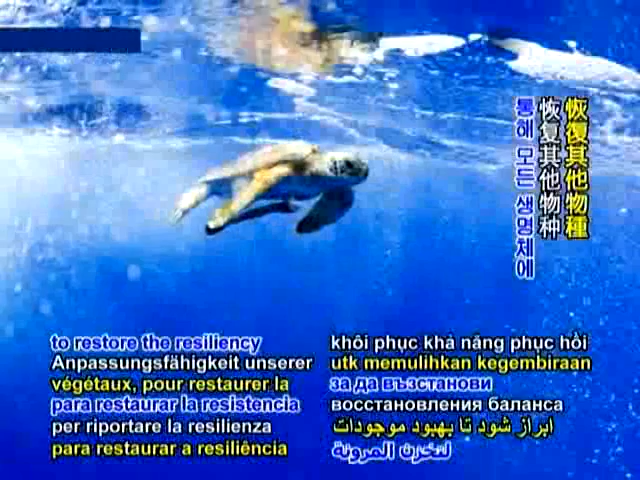 恢復其他物種
恢复其他物种
통해 모든 생명체에
to restore the resiliency
Anpassungsfähigkeit unserer
végétaux, pour restaurer la
para restaurar la resistencia
per riportare la resilienza
para restaurar a resiliência
khôi phục khả năng phục hồi
utk memulihkan kegembiraan
за да възстанови
восстановления баланса
ابراز شود تا بهبود موجودات
لتخزن المرونة